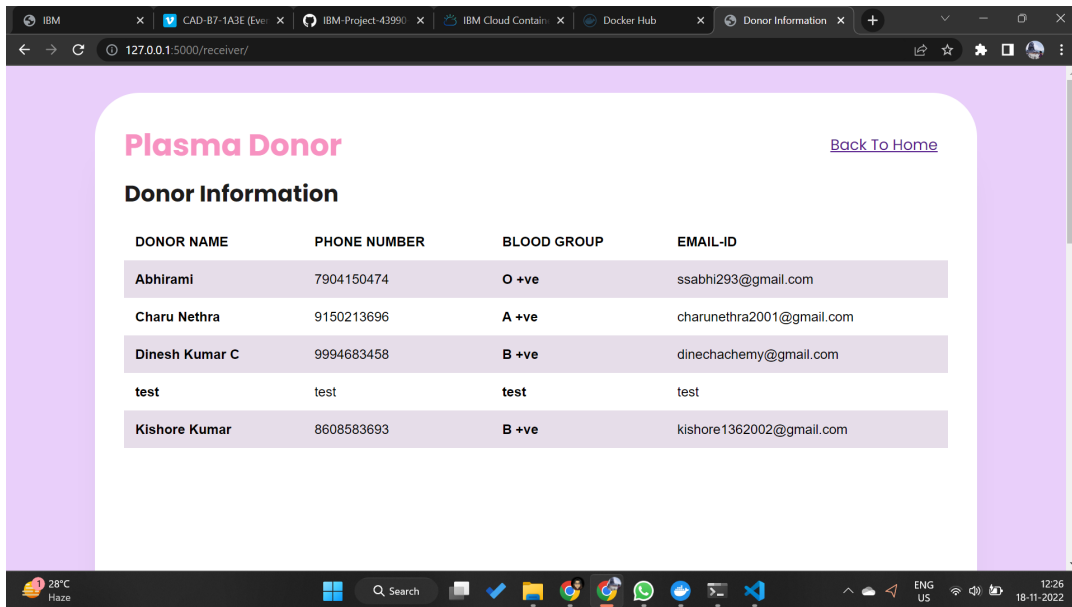 IBM
CAD-B7-1A3E (Ever
IBM-Project-43990
IBM Cloud Contain
Docker Hub
Donor Information
127.0.0.1:5000/receiver/
Plasma Donor
Back To Home
Donor Information
DONOR NAME PHONE NUMBER BLOOD GROUP EMAIL-ID
Abhirami 7904150474 O +ve ssabhi293@gmail.com
Charu Nethra 9150213696 A +ve charunethra2001@gmail.com
Dinesh Kumar C 9994683458 B +ve dinechachemy@gmail.com
test test test test
Kishore Kumar 8608583693 B +ve kishore1362002@gmail.com
1
28°C
Haze
Search
ENG
US
12:26
18-11-2022